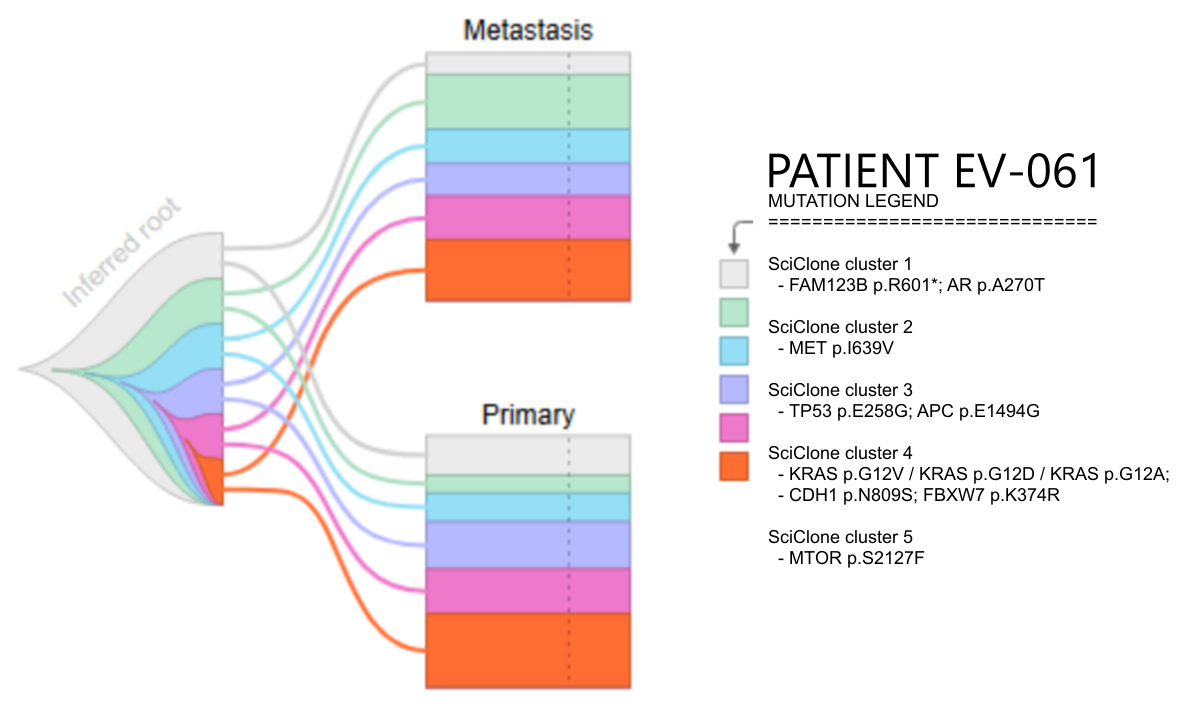 Metastasis
Inferred root
Primary
PATIENT EV-061
MUTATION LEGEND
==============================
SciClone cluster 1
- FAM123B p.R601*; AR p.A270T
SciClone cluster 2
- MET p.I639V
SciClone cluster 3
- TP53 p.E258G; APC p.E1494G
SciClone cluster 4
- KRAS p.G12V / KRAS p.G12D / KRAS p.G12A;
- CDH1 p.N809S; FBXW7 p.K374R
SciClone cluster 5
- MTOR p.S2127F